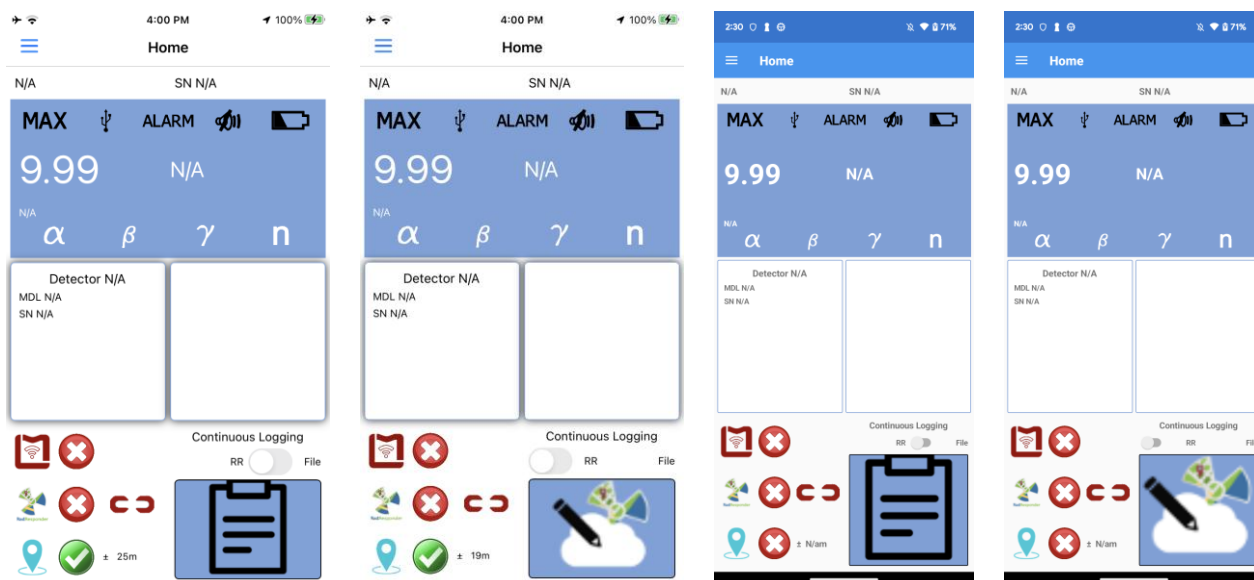 4:00 PM 100%
Home
N/A SN N/A
MAX ALARM
9.99 N/A
N/A
α β γ n
Detector N/A
MDL N/A
SN N/A
Continuous Logging
RR File
± 25m
4:00 PM 100%
Home
N/A SN N/A
MAX ALARM
9.99 N/A
N/A
α β γ n
Detector N/A
MDL N/A
SN N/A
Continuous Logging
RR File
± 19m
2:30 71%
Home
N/A SN N/A
MAX ALARM
9.99 N/A
N/A
α β γ n
Detector N/A
MDL N/A
SN N/A
Continuous Logging
RR File
± N/am
2:30 71%
Home
N/A SN N/A
MAX ALARM
9.99 N/A
N/A
α β γ n
Detector N/A
MDL N/A
SN N/A
Continuous Logging
RR Fil
± N/am